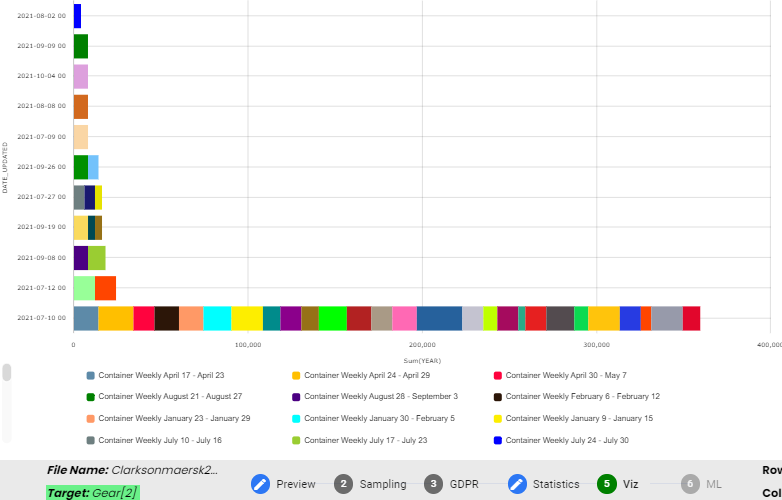 2021-08-02 00
2021-09-09 00
2021-10-04 00
2021-08-08 00
2021-07-09 00
2021-09-26 00
2021-07-27 00
2021-09-19 00
2021-09-08 00
2021-07-12 00
2021-07-10 00
DATE_UPDATED
0 100,000 200,000 300,000 400,000
Sum(YEAR)
Container Weekly April 17 - April 23 Container Weekly April 24 - April 29 Container Weekly April 30 - May 7
Container Weekly August 21 - August 27 Container Weekly August 28 - September 3 Container Weekly February 6 - February 12
Container Weekly January 23 - January 29 Container Weekly January 30 - February 5 Container Weekly January 9 - January 15
Container Weekly July 10 - July 16 Container Weekly July 17 - July 23 Container Weekly July 24 - July 30
File Name: Clarksonmaersk2...
Target: Gear[2]
Preview 2 Sampling 3 GDPR Statistics 5 Viz 6 ML